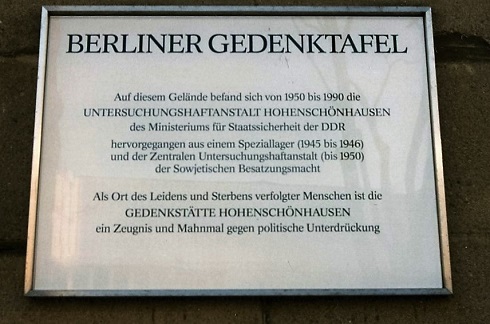 BERLINER GEDENKTAFEL
Auf diesem Gelände befand sich von 1950 bis 1990 die
UNTERSUCHUNGSHAFTANSTALT HOHENSCHÖNHAUSEN
des Ministeriums für Staatssicherheit der DDR
hervorgegangen aus einem Speziallager (1945 bis 1946)
und der Zentralen Untersuchungshaftanstalt (bis 1950)
der Sowjetischen Besatzungsmacht
Als Ort des Leidens und Sterbens verfolgter Menschen ist die
GEDENKSTÄTTE HOHENSCHÖNHAUSEN
ein Zeugnis und Mahnmal gegen politische Unterdrückung